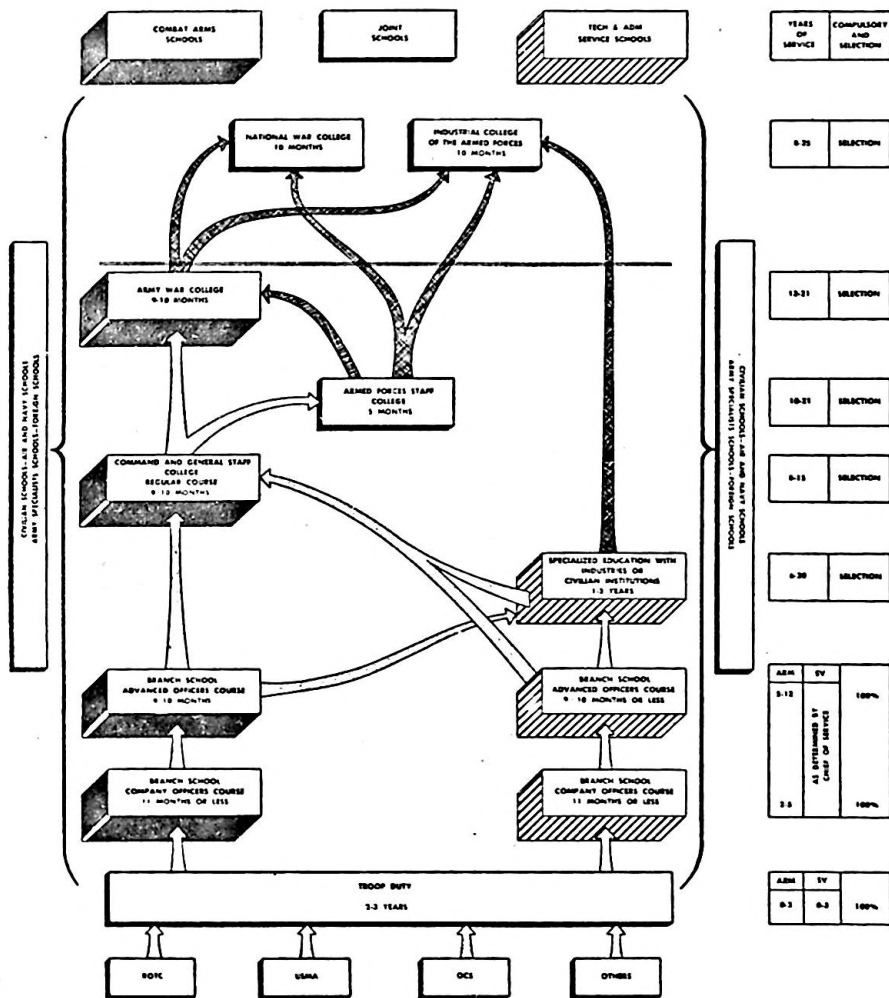 COMBAT ARMS
SCHOOLS
JOINT
SCHOOLS
TECH & ADM
SERVICE SCHOOLS
YEARS
OF
SERVICE
COMPULSORY
AND
SELECTION
NATIONAL WAR COLLEGE
10 MONTHS
INDUSTRIAL COLLEGE
OF THE ARMED FORCES
10 MONTHS
SELECTION
ARMY WAR COLLEGE
9-10 MONTHS
SELECTION
ARMED FORCES STAFF
COLLEGE
5 MONTHS
10-21
SELECTION
COMMAND AND GENERAL STAFF
COLLEGE
REGULAR COURSE
9-10 MONTHS
SELECTION
SPECIALIZED EDUCATION WITH
INDUSTRIES OR
CIVILIAN INSTITUTIONS
SELECTION
CIVILIAN SCHOOLS-AIR AND NAVY SCHOOLS
ARMY SPECIALISTS SCHOOLS-FOREIGN SCHOOLS
CIVILIAN SCHOOLS-AIR AND NAVY SCHOOLS
ARMY SPECIALISTS SCHOOLS-FOREIGN SCHOOLS
BRANCH SCHOOL
ADVANCED OFFICERS COURSE
9-10 MONTHS
BRANCH SCHOOL
ADVANCED OFFICERS COURSE
9-10 MONTHS OR LESS
ARM
SV
5-12
100%
AS DETERMINED BY
CHIEF OF SERVICE
2-5
100%
BRANCH SCHOOL
COMPANY OFFICERS COURSE
11 MONTHS OR LESS
BRANCH SCHOOL
COMPANY OFFICERS COURSE
11 MONTHS OR LESS
TROOP DUTY
2-3 YEARS
ARM
SV
0-3
0-3
100%
ROTC
USMA
OCS
OTHERS